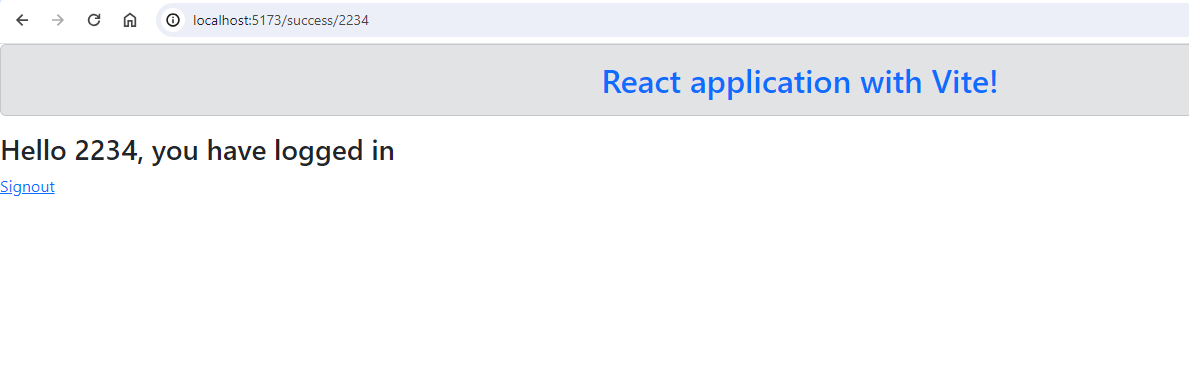 localhost:5173/success/2234
React application with Vite!
Hello 2234, you have logged in
Signout